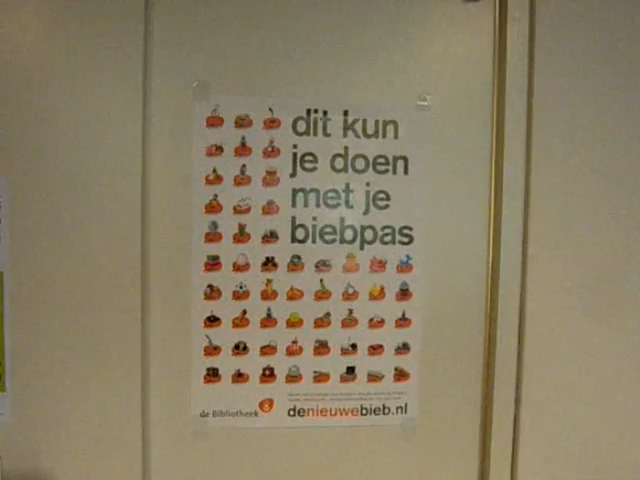 dit kun
je doen
met je
biebpas
de Bibliotheek
denieuwebieb.nl